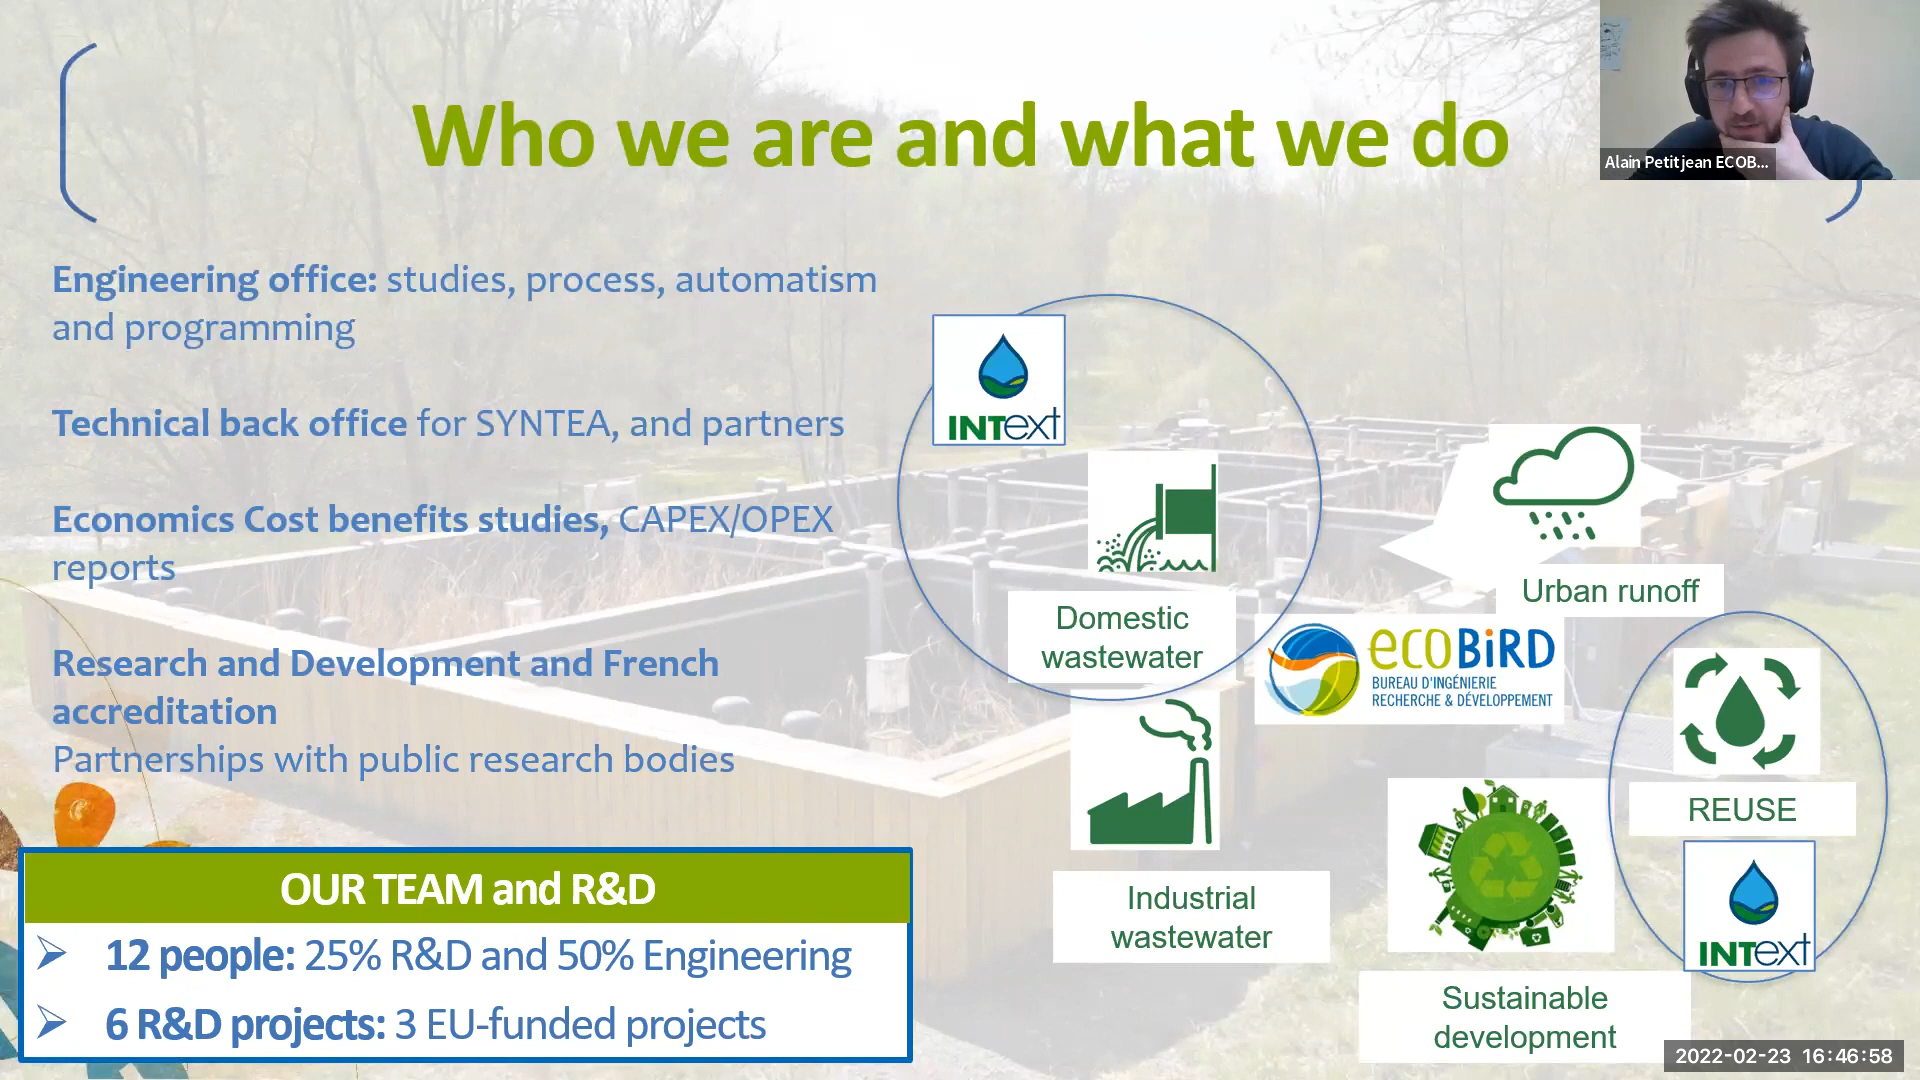 Who we are and what we do
Alain Petitjean ECOB...
Engineering office: studies, process, automatism
and programming
Technical back office for SYNTEA, and partners
Economics Cost benefits studies, CAPEX/OPEX
reports
Research and Development and French
accreditation
Partnerships with public research bodies
OUR TEAM and R&D
12 people: 25% R&D and 50% Engineering
6 R&D projects: 3 EU-funded projects
INText
Domestic
wastewater
Urban runoff
ecoBiRD
BUREAU D'INGÉNIERIE
RECHERCHE & DÉVELOPPEMENT
Industrial
wastewater
REUSE
INText
Sustainable
development
2022-02-23 16:46:58